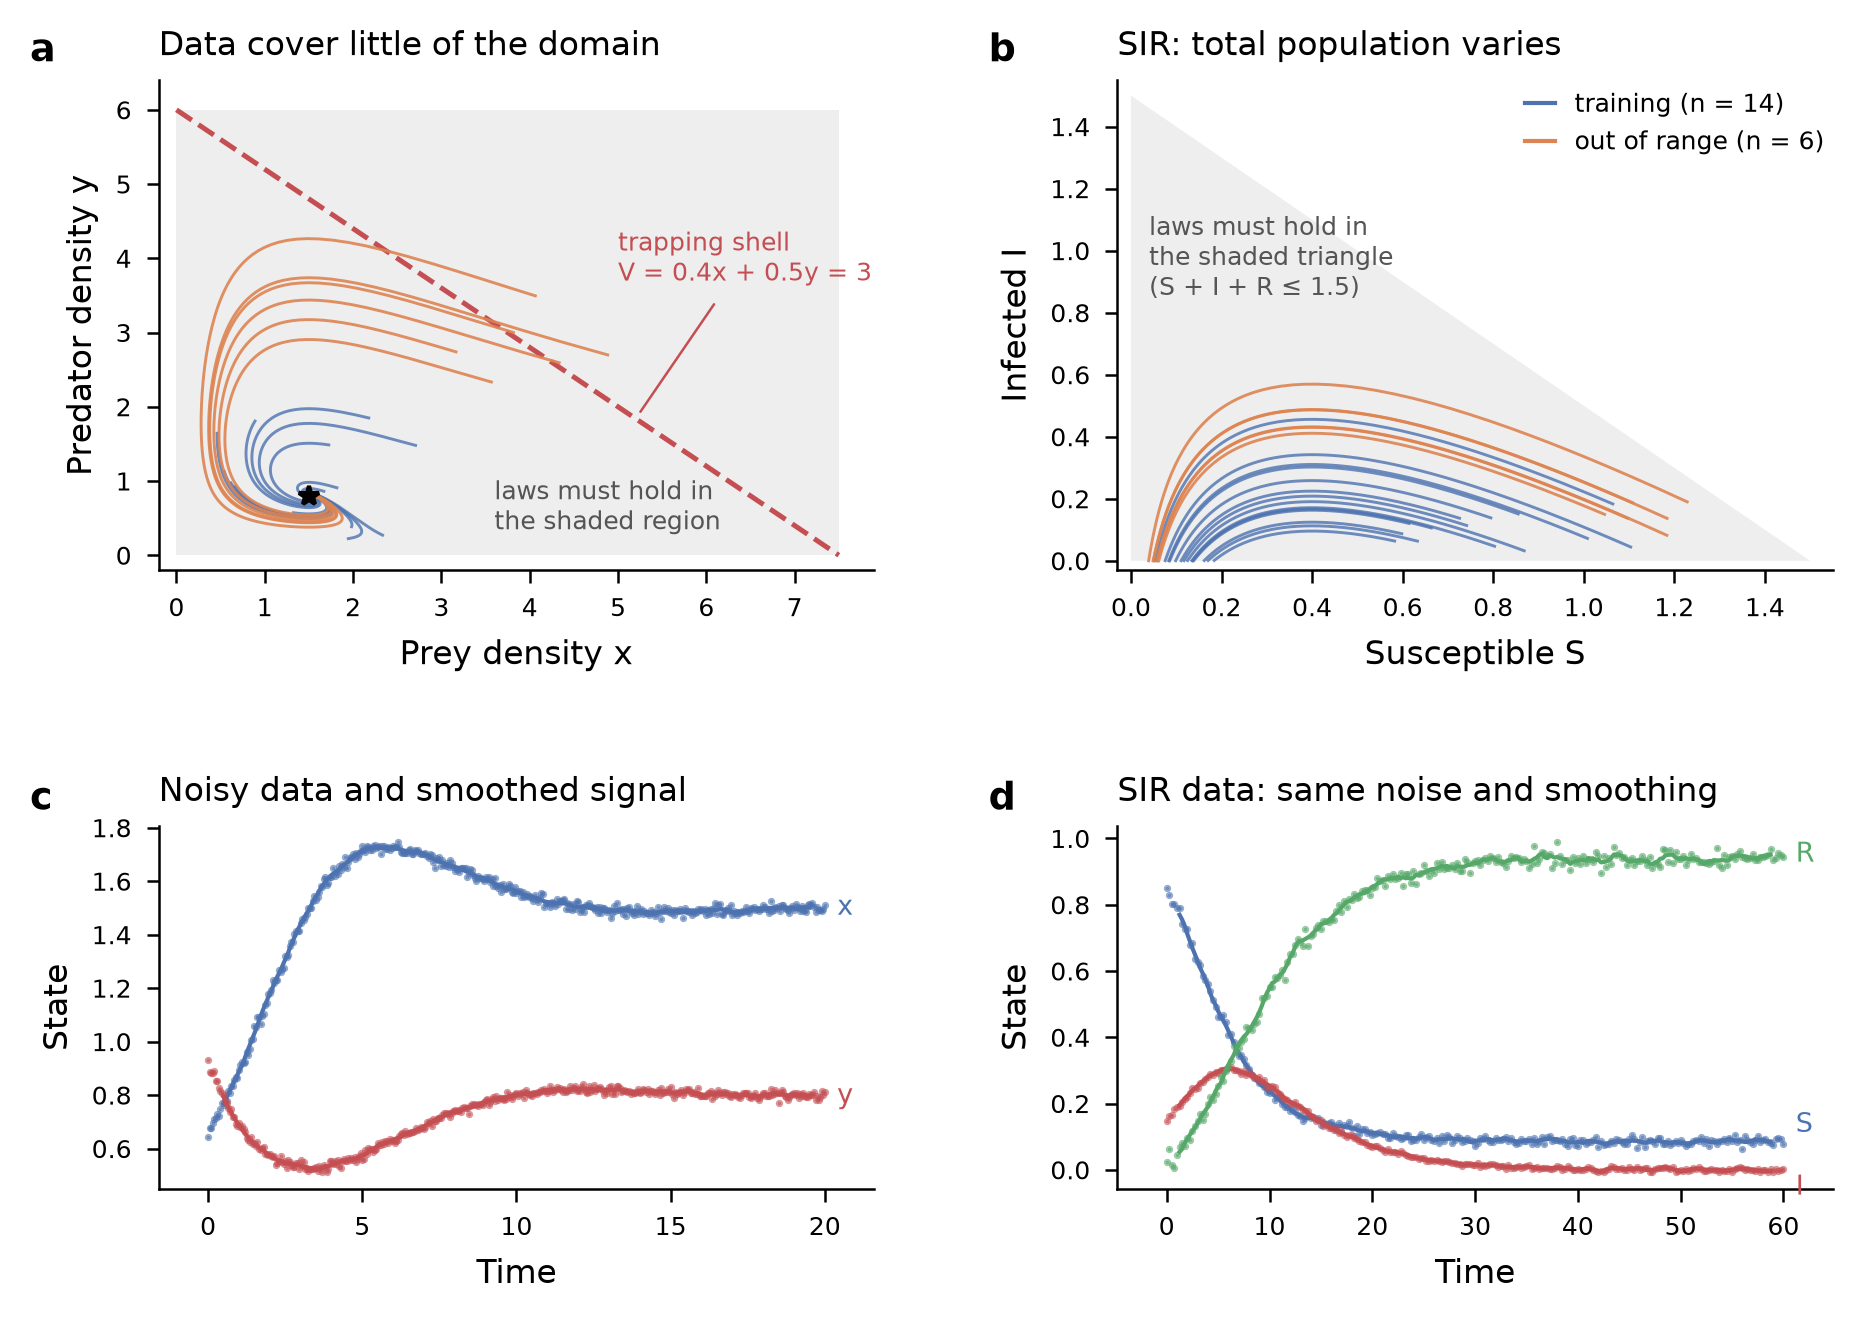 a
Data cover little of the domain
6
5
4
3
2
1
0
Predator density y
trapping shell
V = 0.4x + 0.5y = 3
laws must hold in
the shaded region
0 1 2 3 4 5 6 7
Prey density x
b
SIR: total population varies
training (n = 14)
out of range (n = 6)
1.4
1.2
1.0
0.8
0.6
0.4
0.2
0.0
Infected I
laws must hold in
the shaded triangle
(S + I + R ≤ 1.5)
0.0 0.2 0.4 0.6 0.8 1.0 1.2 1.4
Susceptible S
c
Noisy data and smoothed signal
1.8
1.6
1.4
1.2
1.0
0.8
0.6
State
x
y
0 5 10 15 20
Time
d
SIR data: same noise and smoothing
1.0
0.8
0.6
0.4
0.2
0.0
State
R
S
I
0 10 20 30 40 50 60
Time